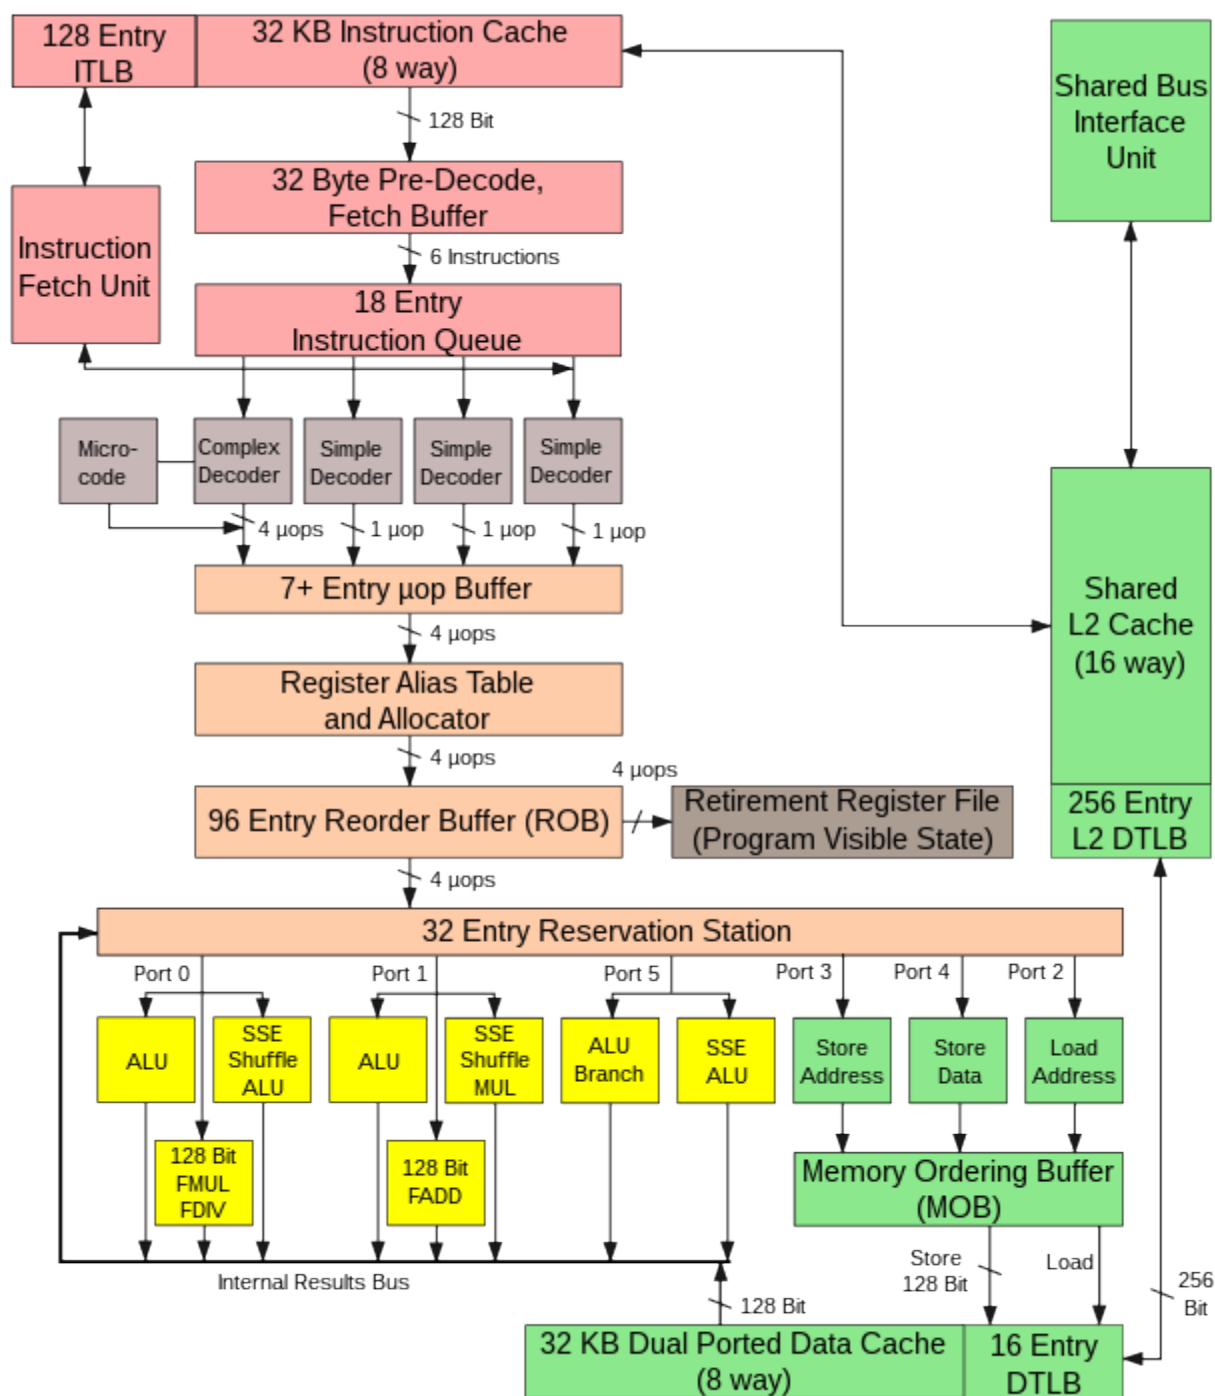 128 Entry
ITLB
32 KB Instruction Cache
(8 way)
Shared Bus
Interface
Unit
128 Bit
32 Byte Pre-Decode,
Fetch Buffer
Instruction
Fetch Unit
6 Instructions
18 Entry
Instruction Queue
Micro-
code
Complex
Decoder
Simple
Decoder
Simple
Decoder
Simple
Decoder
4 µops
1 µop
1 µop
1 µop
7+ Entry µop Buffer
Shared
L2 Cache
(16 way)
4 µops
Register Alias Table
and Allocator
4 µops
4 µops
96 Entry Reorder Buffer (ROB)
Retirement Register File
(Program Visible State)
256 Entry
L2 DTLB
4 µops
32 Entry Reservation Station
Port 0
Port 1
Port 5
Port 3
Port 4
Port 2
ALU
SSE
Shuffle
ALU
ALU
SSE
Shuffle
MUL
ALU
Branch
SSE
ALU
Store
Address
Store
Data
Load
Address
128 Bit
FMUL
FDIV
128 Bit
FADD
Memory Ordering Buffer
(MOB)
Internal Results Bus
Store
128 Bit
Load
256
Bit
128 Bit
32 KB Dual Ported Data Cache
(8 way)
16 Entry
DTLB